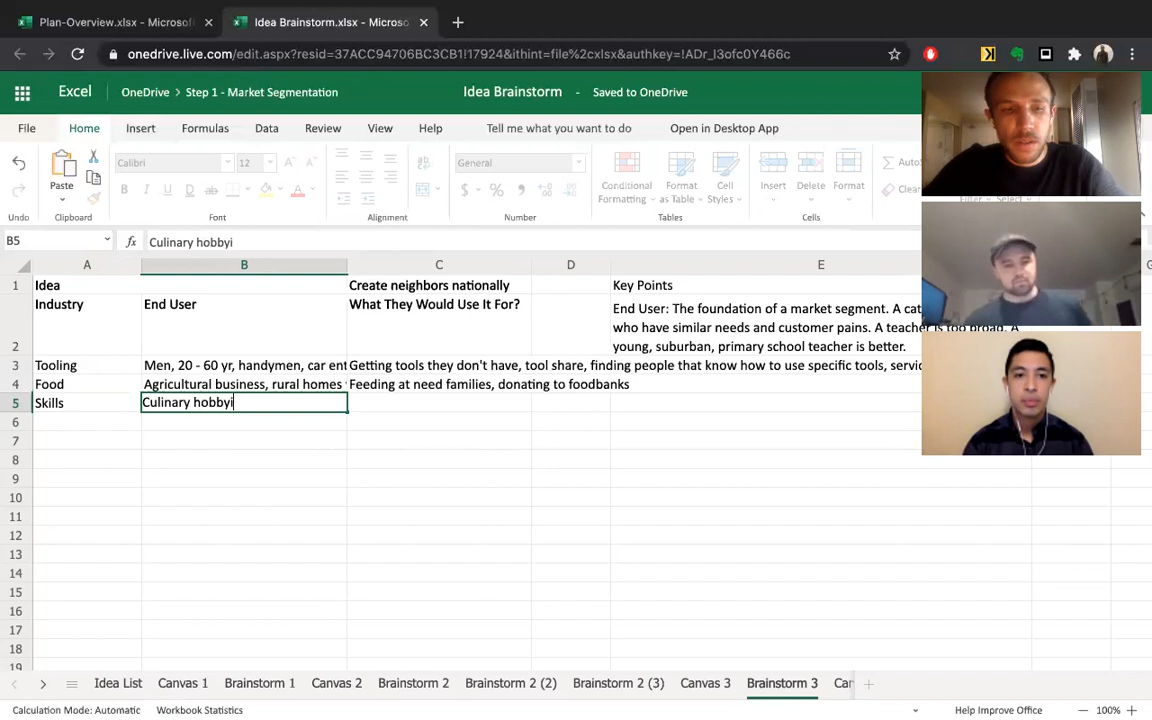 Plan-Overview.xlsx - Microsoft
Idea Brainstorm.xlsx - Microso
onedrive.live.com/edit.aspx?resid=37ACC94706BC3CB1!17924&ithint=file%2cxlsx&authkey=!ADr_I3ofc0Y466c
Excel
OneDrive > Step 1 - Market Segmentation
Idea Brainstorm - Saved to OneDrive
File Home Insert Formulas Data Review View Help Tell me what you want to do Open in Desktop App
Calibri 12 General
Paste
Conditional Formatting
Format as Table
Cell Styles
Insert Delete Format
Auto
Clear
Undo Clipboard Font Alignment Number Tables Cells
B5 fx Culinary hobbyi
A B C D E
1 Idea Create neighbors nationally Key Points
2 Industry End User What They Would Use It For?
End User: The foundation of a market segment. A cat
who have similar needs and customer pains. A teacher is too broad. A
young, suburban, primary school teacher is better.
3 Tooling Men, 20 - 60 yr, handymen, car ent Getting tools they don't have, tool share, finding people that know how to use specific tools, servic
4 Food Agricultural business, rural homes Feeding at need families, donating to foodbanks
5 Skills Culinary hobbyi
6
7
8
9
10
11
12
13
14
15
16
17
18
19
Idea List Canvas 1 Brainstorm 1 Canvas 2 Brainstorm 2 Brainstorm 2 (2) Brainstorm 2 (3) Canvas 3 Brainstorm 3 Car
Calculation Mode: Automatic Workbook Statistics Help Improve Office 100%